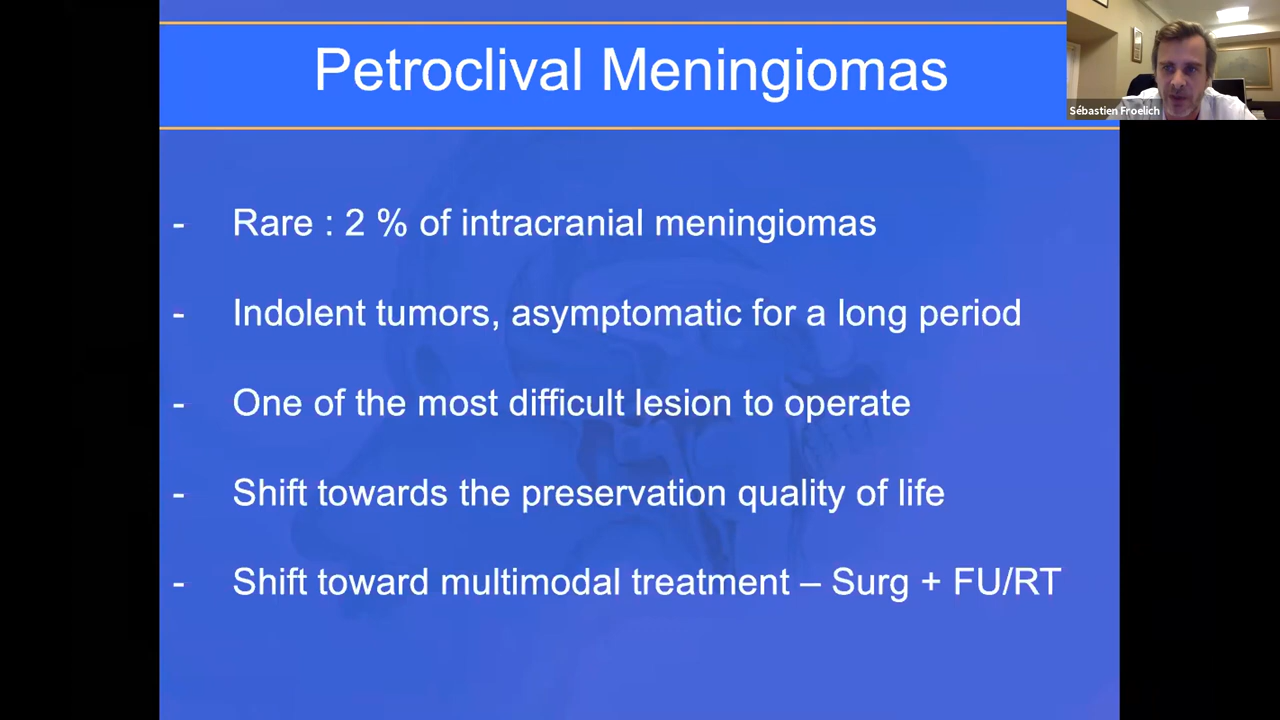 Petroclival Meningiomas
Sébastien Froelich
- Rare : 2 % of intracranial meningiomas
- Indolent tumors, asymptomatic for a long period
- One of the most difficult lesion to operate
- Shift towards the preservation quality of life
- Shift toward multimodal treatment – Surg + FU/RT